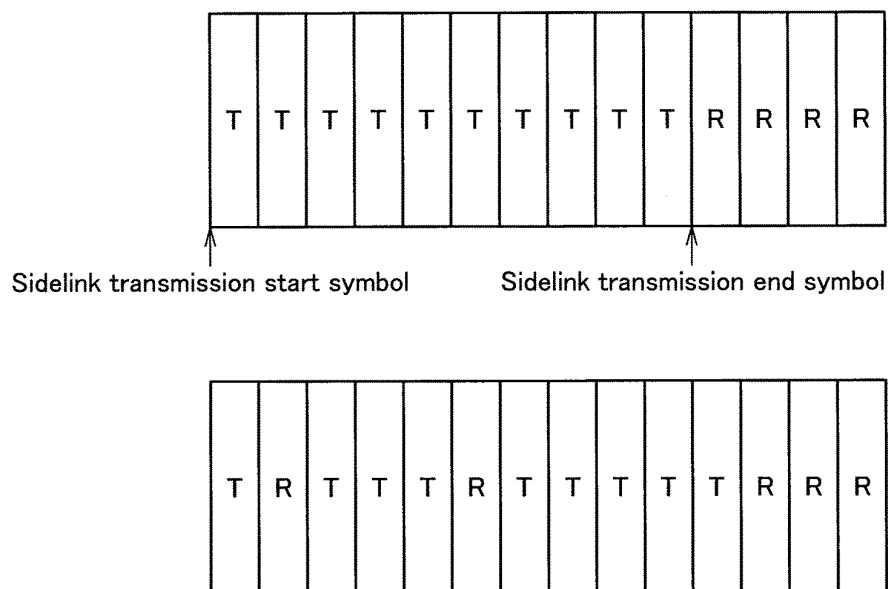 T T T T T T T T T T R R R R
Sidelink transmission start symbol Sidelink transmission end symbol
T R T T T R T T T T T R R R